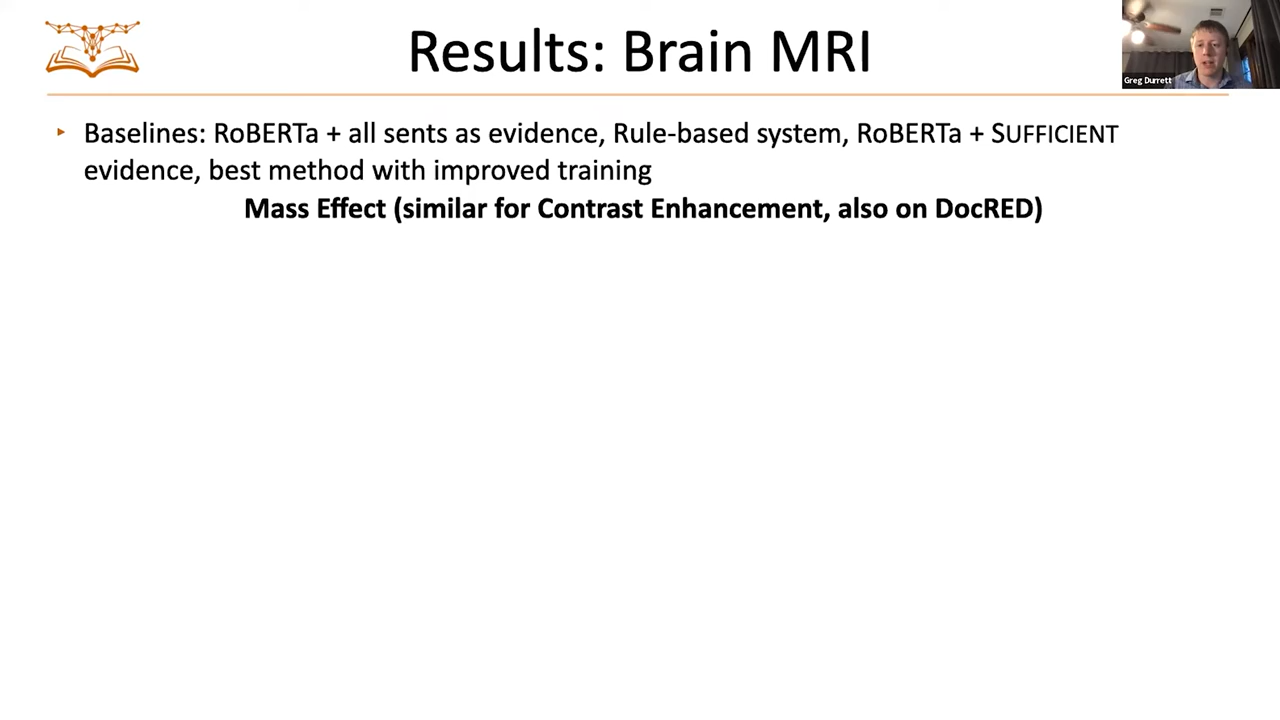 Results: Brain MRI
Greg Durrett
‣ Baselines: RoBERTa + all sents as evidence, Rule-based system, RoBERTa + SUFFICIENT
evidence, best method with improved training
Mass Effect (similar for Contrast Enhancement, also on DocRED)